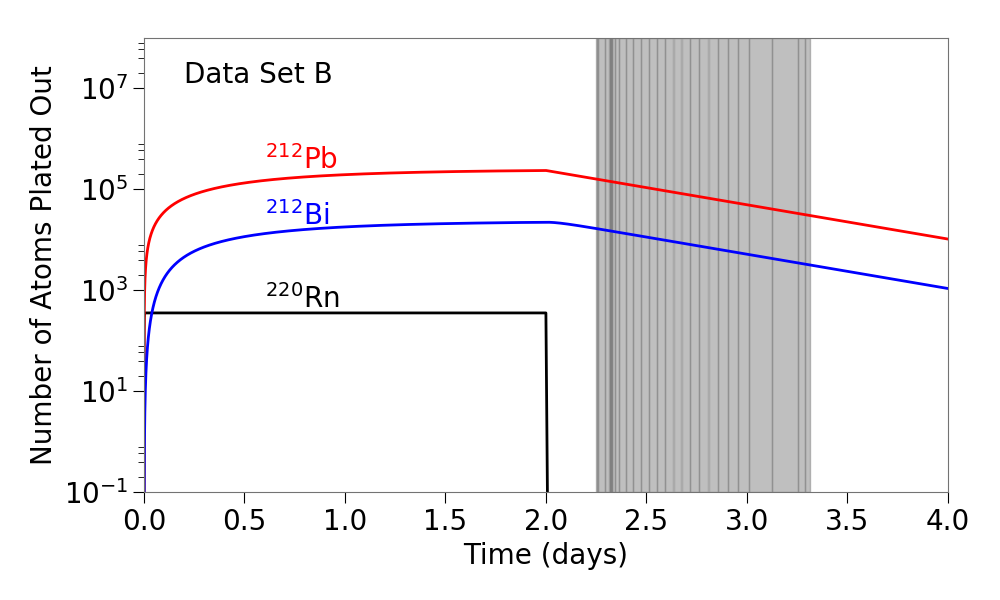 Data Set B
²¹²Pb
²¹²Bi
²²⁰Rn
Number of Atoms Plated Out
10⁷
10⁵
10³
10¹
10⁻¹
0.0 0.5 1.0 1.5 2.0 2.5 3.0 3.5 4.0
Time (days)